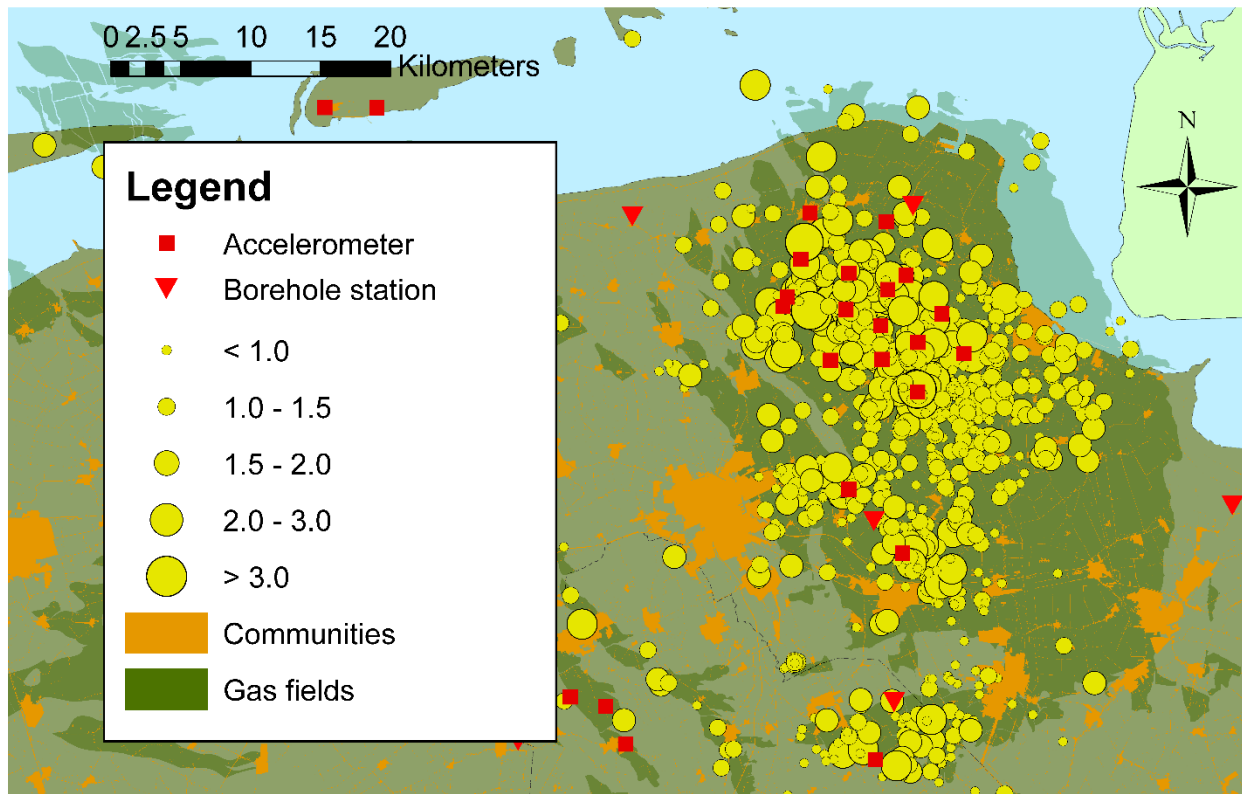 0 2.5 5 10 15 20
Kilometers
N
Legend
Accelerometer
Borehole station
< 1.0
1.0 - 1.5
1.5 - 2.0
2.0 - 3.0
> 3.0
Communities
Gas fields